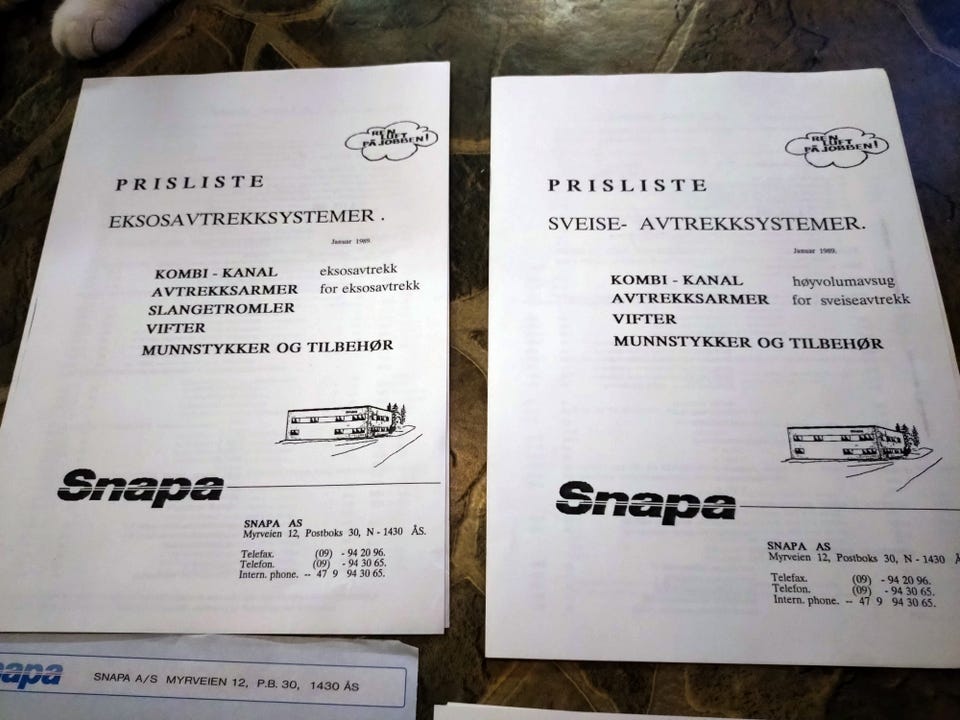 REN
LUFT
PÅ JOBBEN!
PRISLISTE
EKSOSAVTREKKSYSTEMER .
Januar 1989.
KOMBI - KANAL eksosavtrekk
AVTREKKSARMER for eksosavtrekk
SLANGETROMLER
VIFTER
MUNNSTYKKER OG TILBEHØR
Snapa
SNAPA AS
Myrveien 12, Postboks 30, N - 1430 ÅS.
Telefax. (09) - 94 20 96.
Telefon. (09) - 94 30 65.
Intern. phone. -- 47 9 94 30 65.
REN
LUFT
PÅ JOBBEN!
PRISLISTE
SVEISE- AVTREKKSYSTEMER.
Januar 1989.
KOMBI - KANAL høyvolumavsug
AVTREKKSARMER for sveiseavtrekk
VIFTER
MUNNSTYKKER OG TILBEHØR
Snapa
SNAPA AS
Myrveien 12, Postboks 30, N - 1430 Å
Telefax. (09) - 94 20 96.
Telefon. (09) - 94 30 65.
Intern. phone. -- 47 9 94 30 65.
napa SNAPA A/S MYRVEIEN 12, P.B. 30, 1430 ÅS